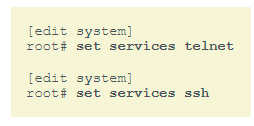 [edit system]
root# set services telnet
[edit system]
root# set services ssh